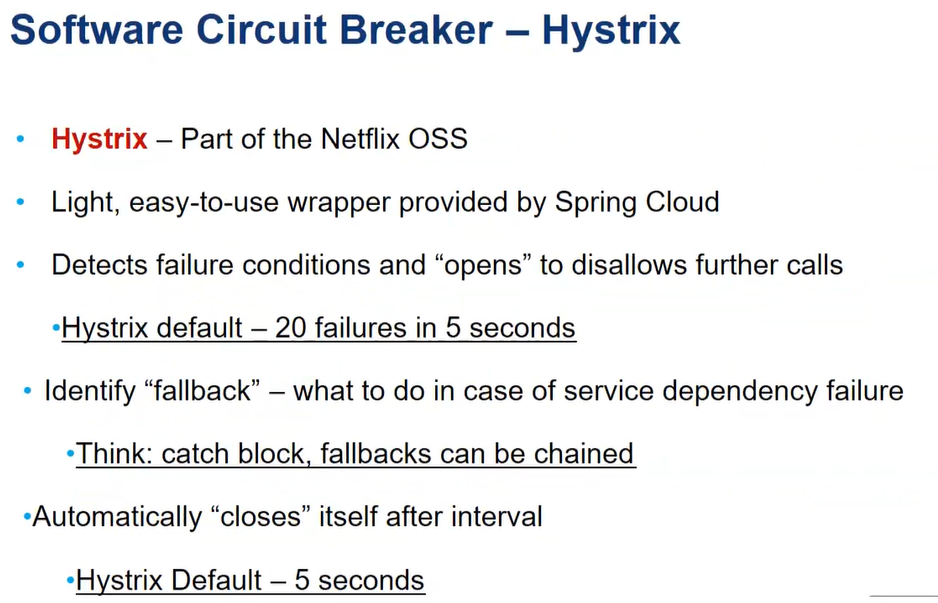 Software Circuit Breaker – Hystrix
• Hystrix – Part of the Netflix OSS
• Light, easy-to-use wrapper provided by Spring Cloud
• Detects failure conditions and “opens” to disallows further calls
•Hystrix default – 20 failures in 5 seconds
• Identify “fallback” – what to do in case of service dependency failure
•Think: catch block, fallbacks can be chained
•Automatically “closes” itself after interval
•Hystrix Default – 5 seconds